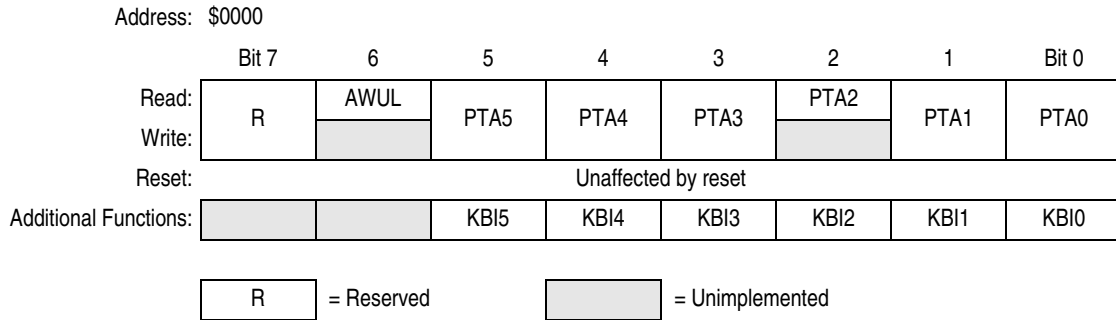 Address: $0000
Bit 7 6 5 4 3 2 1 Bit 0
Read: R AWUL PTA5 PTA4 PTA3 PTA2 PTA1 PTA0
Write:
Reset: Unaffected by reset
Additional Functions: KBI5 KBI4 KBI3 KBI2 KBI1 KBI0
R = Reserved = Unimplemented